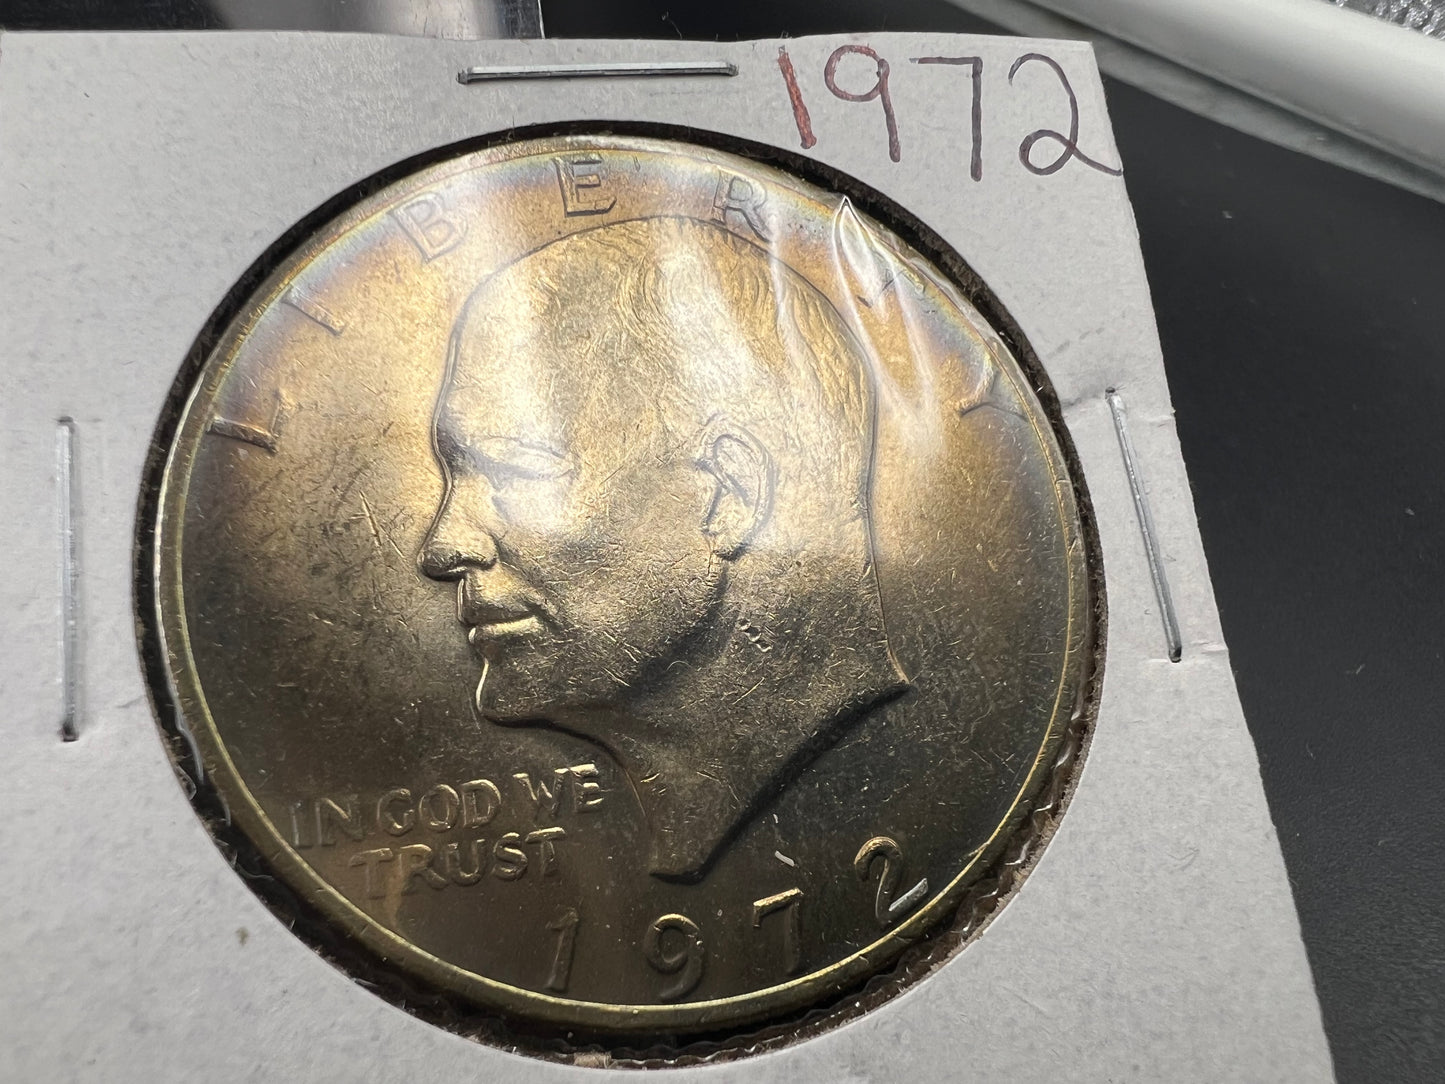 1972
LIBERTY
IN GOD WE
TRUST
1972